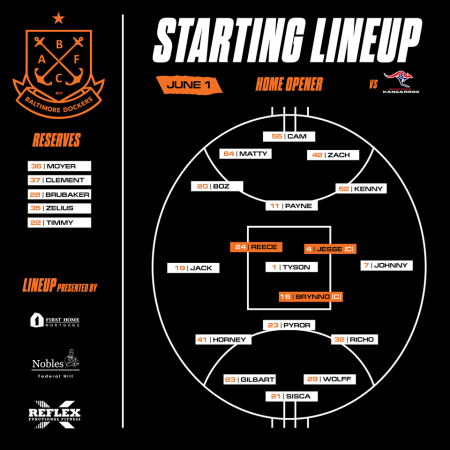 STARTING LINEUP
JUNE 1
HOME OPENER
VS
KANGAROOS
A B F C
BALTIMORE DOCKERS
RESERVES
36 | MOYER
37 | CLEMENT
28 | BRUBAKER
35 | ZELIUS
22 | TIMMY
LINEUP PRESENTED BY
FIRST HOME
MORTGAGE
Nobles
Federal Hill
REFLEX
FUNCTIONAL FITNESS
55 | CAM
64 | MATTY
42 | ZACH
20 | BOZ
52 | KENNY
11 | PAYNE
24 | REECE
4 | JESSE (C)
19 | JACK
1 | TYSON
7 | JOHNNY
15 | BRYNNO (C)
23 | PYROR
41 | HORNEY
32 | RICHO
63 | GILBART
29 | WOLFF
21 | SISCA